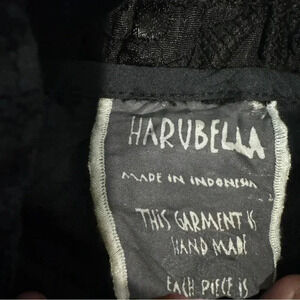 HARUBELLA
MADE IN INDONESIA
THIS GARMENT IS
HAND MADE
EACH PIECE IS